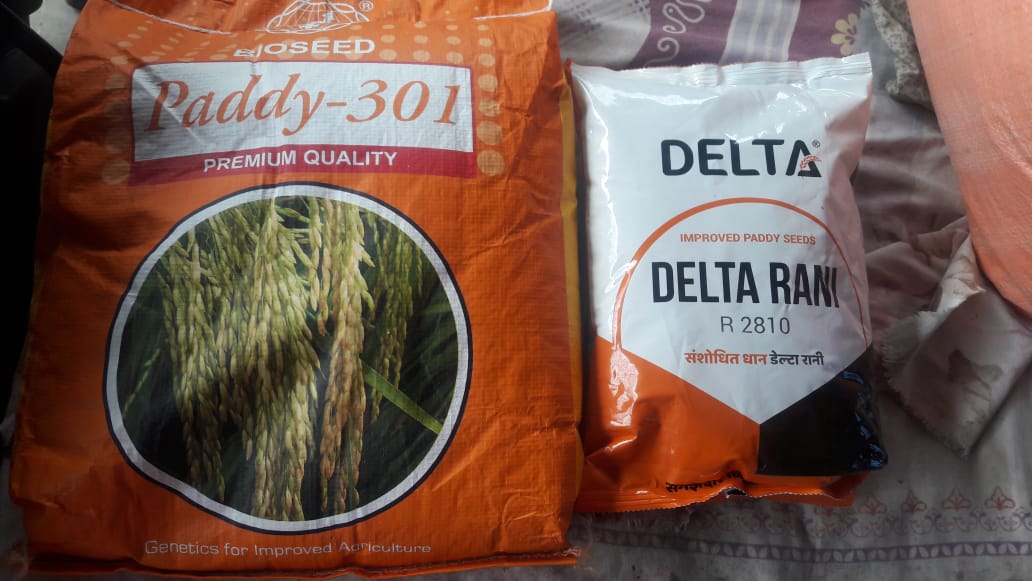 BIOSEED
®
Paddy-301
PREMIUM QUALITY
Genetics for Improved Agriculture
DELTA®
IMPROVED PADDY SEEDS
DELTA RANI
R 2810
संशोधित धान डेल्टा रानी